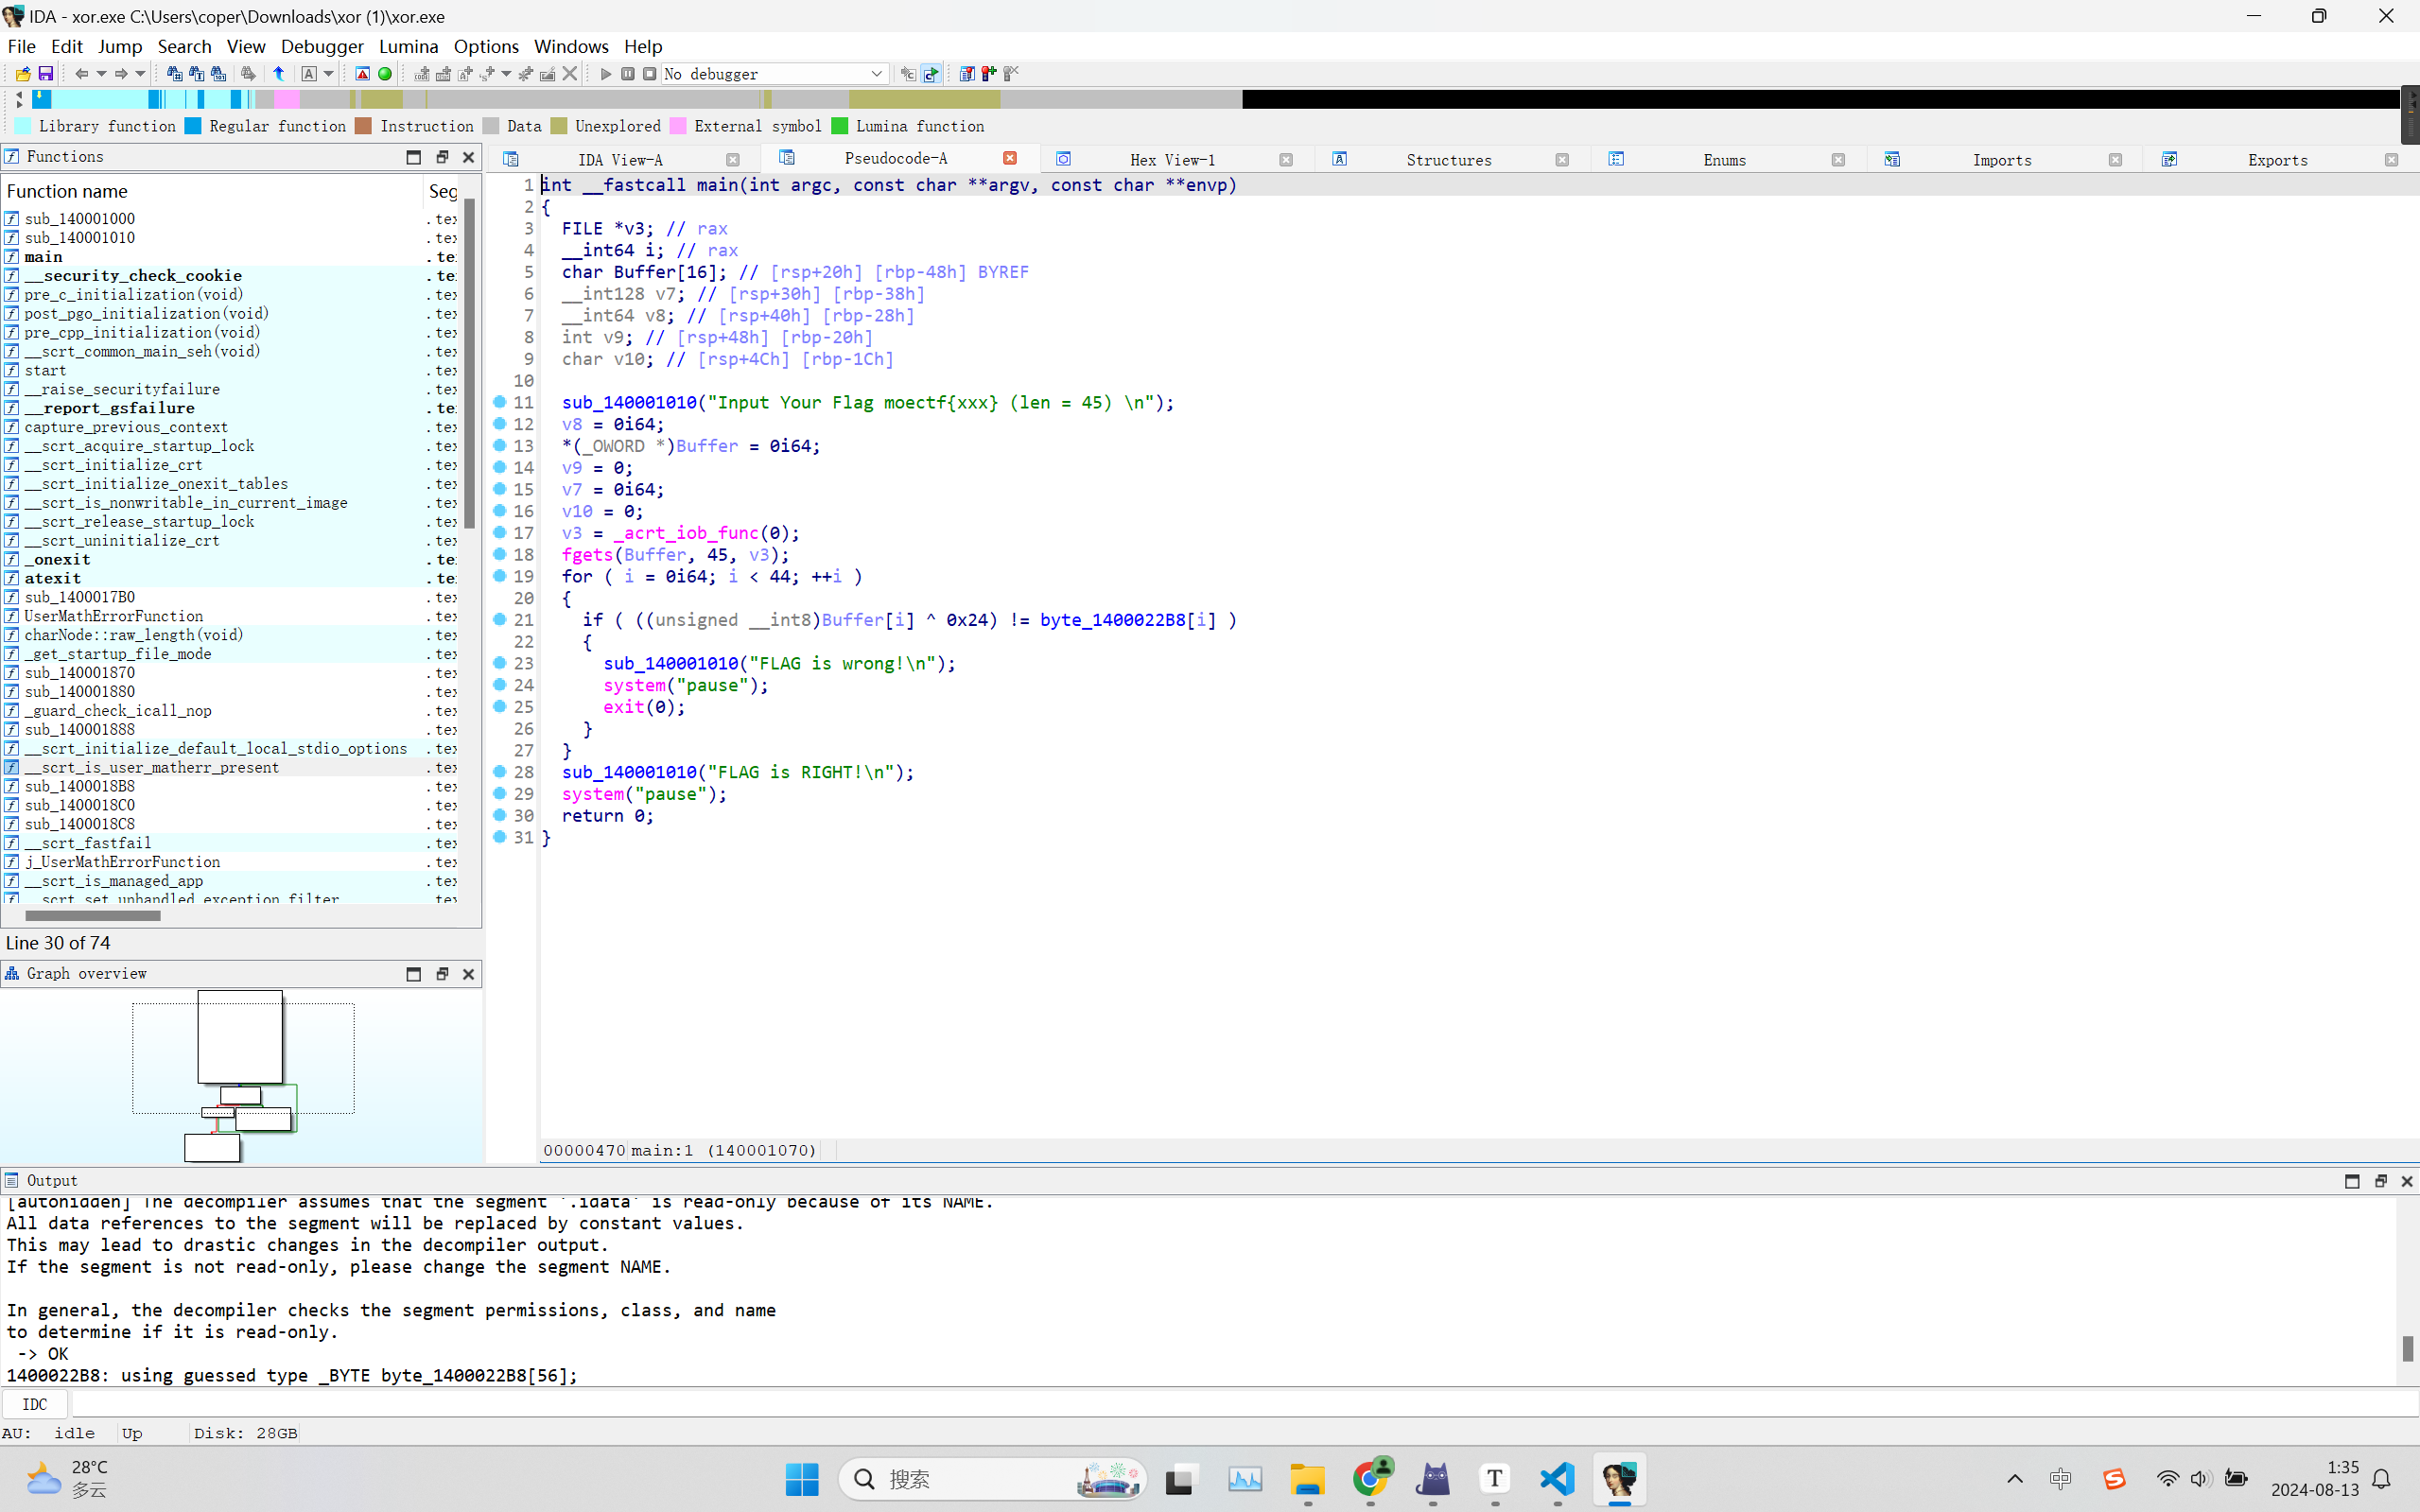 IDA - xor.exe C:\Users\coper\Downloads\xor (1)\xor.exe
File Edit Jump Search View Debugger Lumina Options Windows Help
No debugger
Library function Regular function Instruction Data Unexplored External symbol Lumina function
Functions
Function name Seg
sub_140001000 .tex
sub_140001010 .tex
main .te
__security_check_cookie .te
pre_c_initialization(void) .tex
post_pgo_initialization(void) .tex
pre_cpp_initialization(void) .tex
__scrt_common_main_seh(void) .tex
start .tex
__raise_securityfailure .tex
__report_gsfailure .te
capture_previous_context .tex
__scrt_acquire_startup_lock .tex
__scrt_initialize_crt .tex
__scrt_initialize_onexit_tables .tex
__scrt_is_nonwritable_in_current_image .tex
__scrt_release_startup_lock .tex
__scrt_uninitialize_crt .tex
_onexit .te
atexit .te
sub_1400017B0 .tex
UserMathErrorFunction .tex
charNode::raw_length(void) .tex
_get_startup_file_mode .tex
sub_140001870 .tex
sub_140001880 .tex
_guard_check_icall_nop .tex
sub_140001888 .tex
__scrt_initialize_default_local_stdio_options .tex
__scrt_is_user_matherr_present .tex
sub_1400018B8 .tex
sub_1400018C0 .tex
sub_1400018C8 .tex
__scrt_fastfail .tex
j_UserMathErrorFunction .tex
__scrt_is_managed_app .tex
__scrt_set_unhandled_exception_filter .tex
Line 30 of 74
Graph overview
IDA View-A Pseudocode-A Hex View-1 Structures Enums Imports Exports
1 int __fastcall main(int argc, const char **argv, const char **envp)
2 {
3 FILE *v3; // rax
4 __int64 i; // rax
5 char Buffer[16]; // [rsp+20h] [rbp-48h] BYREF
6 __int128 v7; // [rsp+30h] [rbp-38h]
7 __int64 v8; // [rsp+40h] [rbp-28h]
8 int v9; // [rsp+48h] [rbp-20h]
9 char v10; // [rsp+4Ch] [rbp-1Ch]
10
11 sub_140001010("Input Your Flag moectf{xxx} (len = 45) \n");
12 v8 = 0i64;
13 *(_OWORD *)Buffer = 0i64;
14 v9 = 0;
15 v7 = 0i64;
16 v10 = 0;
17 v3 = _acrt_iob_func(0);
18 fgets(Buffer, 45, v3);
19 for ( i = 0i64; i < 44; ++i )
20 {
21 if ( ((unsigned __int8)Buffer[i] ^ 0x24) != byte_1400022B8[i] )
22 {
23 sub_140001010("FLAG is wrong!\n");
24 system("pause");
25 exit(0);
26 }
27 }
28 sub_140001010("FLAG is RIGHT!\n");
29 system("pause");
30 return 0;
31 }
00000470 main:1 (140001070)
Output
[autohidden] The decompiler assumes that the segment '.idata' is read-only because of its NAME.
All data references to the segment will be replaced by constant values.
This may lead to drastic changes in the decompiler output.
If the segment is not read-only, please change the segment NAME.
In general, the decompiler checks the segment permissions, class, and name
to determine if it is read-only.
-> OK
1400022B8: using guessed type _BYTE byte_1400022B8[56];
IDC
AU: idle Up Disk: 28GB
28°C
多云
搜索
中
1:35
2024-08-13